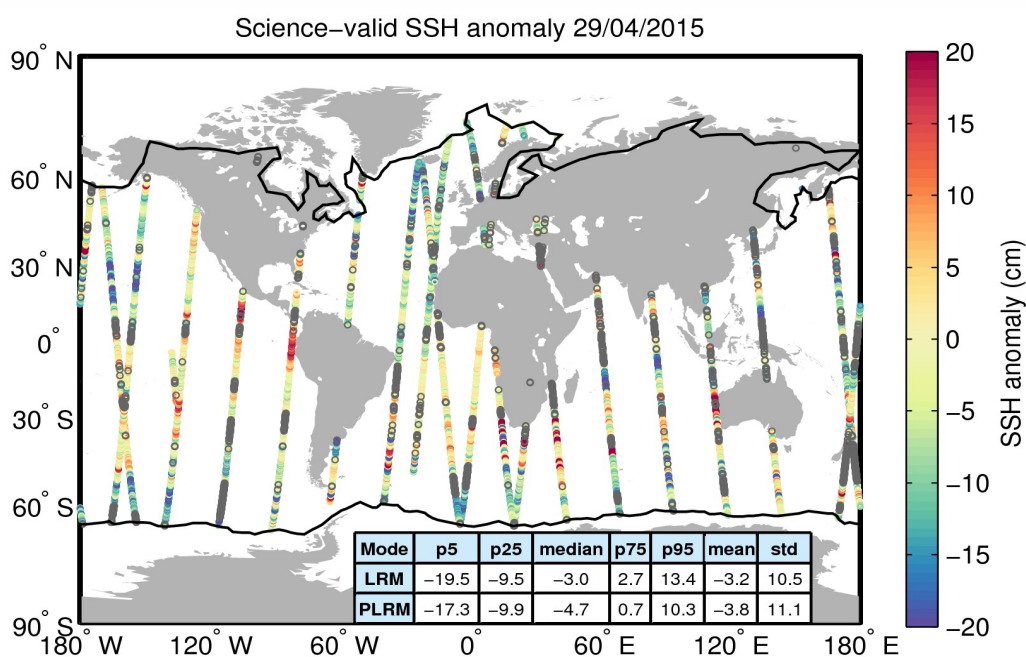 Science−valid SSH anomaly 29/04/2015
90° N
60° N
30° N
0°
30° S
60° S
90° S
180° W
120° W
60° W
0°
60° E
120° E
180° E
20
15
10
5
0
−5
−10
−15
−20
SSH anomaly (cm)
Mode p5 p25 median p75 p95 mean std
LRM −19.5 −9.5 −3.0 2.7 13.4 −3.2 10.5
PLRM −17.3 −9.9 −4.7 0.7 10.3 −3.8 11.1